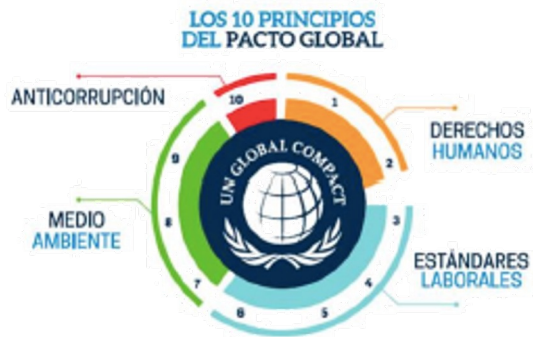 LOS 10 PRINCIPIOS
DEL PACTO GLOBAL
ANTICORRUPCIÓN
10
1
DERECHOS
HUMANOS
2
9
UN GLOBAL COMPACT
MEDIO
AMBIENTE
8
3
ESTÁNDARES
LABORALES
7
4
6
5